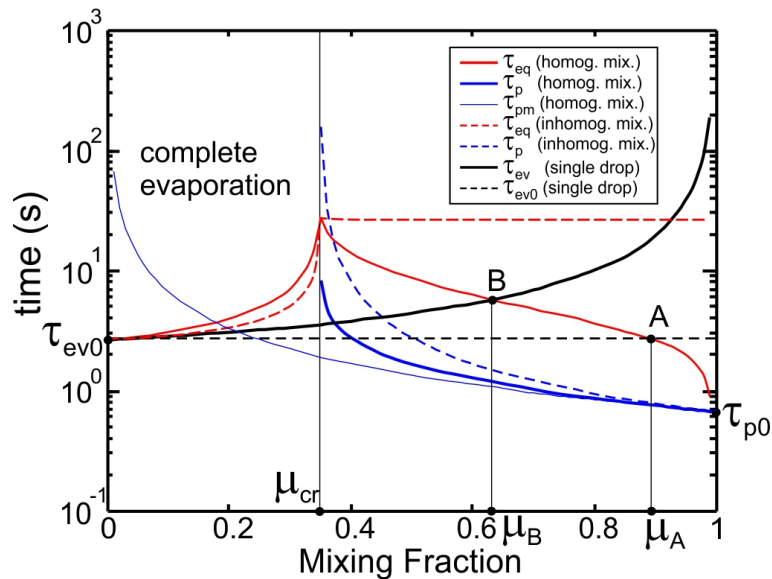 10³
τeq (homog. mix.)
τp (homog. mix.)
τpm (homog. mix.)
τeq (inhomog. mix.)
τp (inhomog. mix.)
τev (single drop)
τev0 (single drop)
10²
complete
evaporation
time (s)
10¹
B
A
τev0
10⁰
τp0
μcr
10⁻¹
0
0.2
0.4
0.6
μB
0.8
μA
1
Mixing Fraction